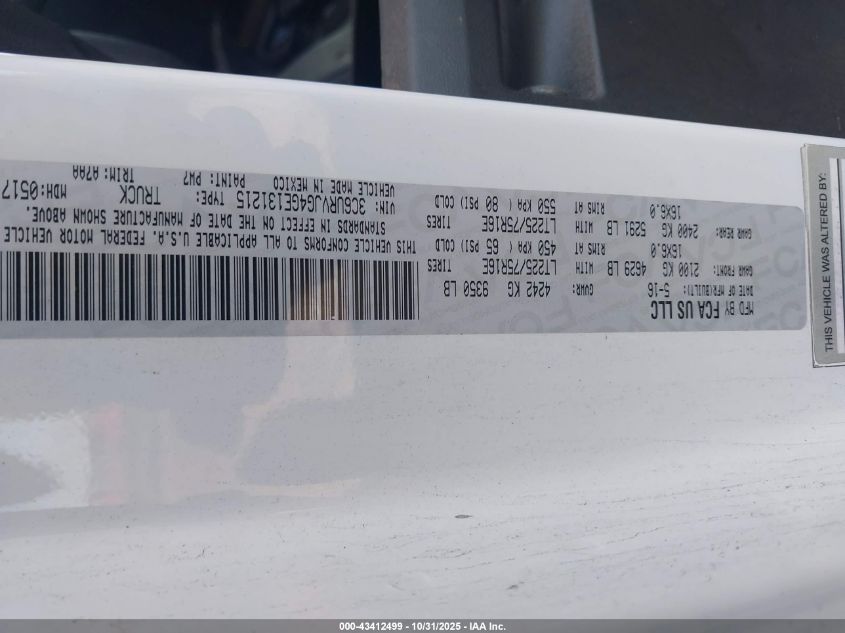 MFD BY FCA US LLC
DATE OF MFR(BUILT): 5-16 GVWR: 4242 KG 9350 LB
GAWR FRONT: 2100 KG 4629 LB WITH LT225/75R16E TIRES
16X6.0 RIMS AT 450 KPA( 65 PSI) COLD
GAWR REAR: 2400 KG 5291 LB WITH LT225/75R16E TIRES
16X6.0 RIMS AT 550 KPA ( 80 PSI) COLD
THIS VEHICLE CONFORMS TO ALL APPLICABLE U.S.A. FEDERAL MOTOR VEHICLE
STANDARDS IN EFFECT ON THE DATE OF MANUFACTURE SHOWN ABOVE.
VIN: 3C6URVJG4GE131215 TYPE: TRUCK MDH:0517
VEHICLE MADE IN MEXICO PAINT: PW7 TRIM: A7AA
THIS VEHICLE WAS ALTERED BY:
000-43412499 - 10/31/2025 - IAA Inc.